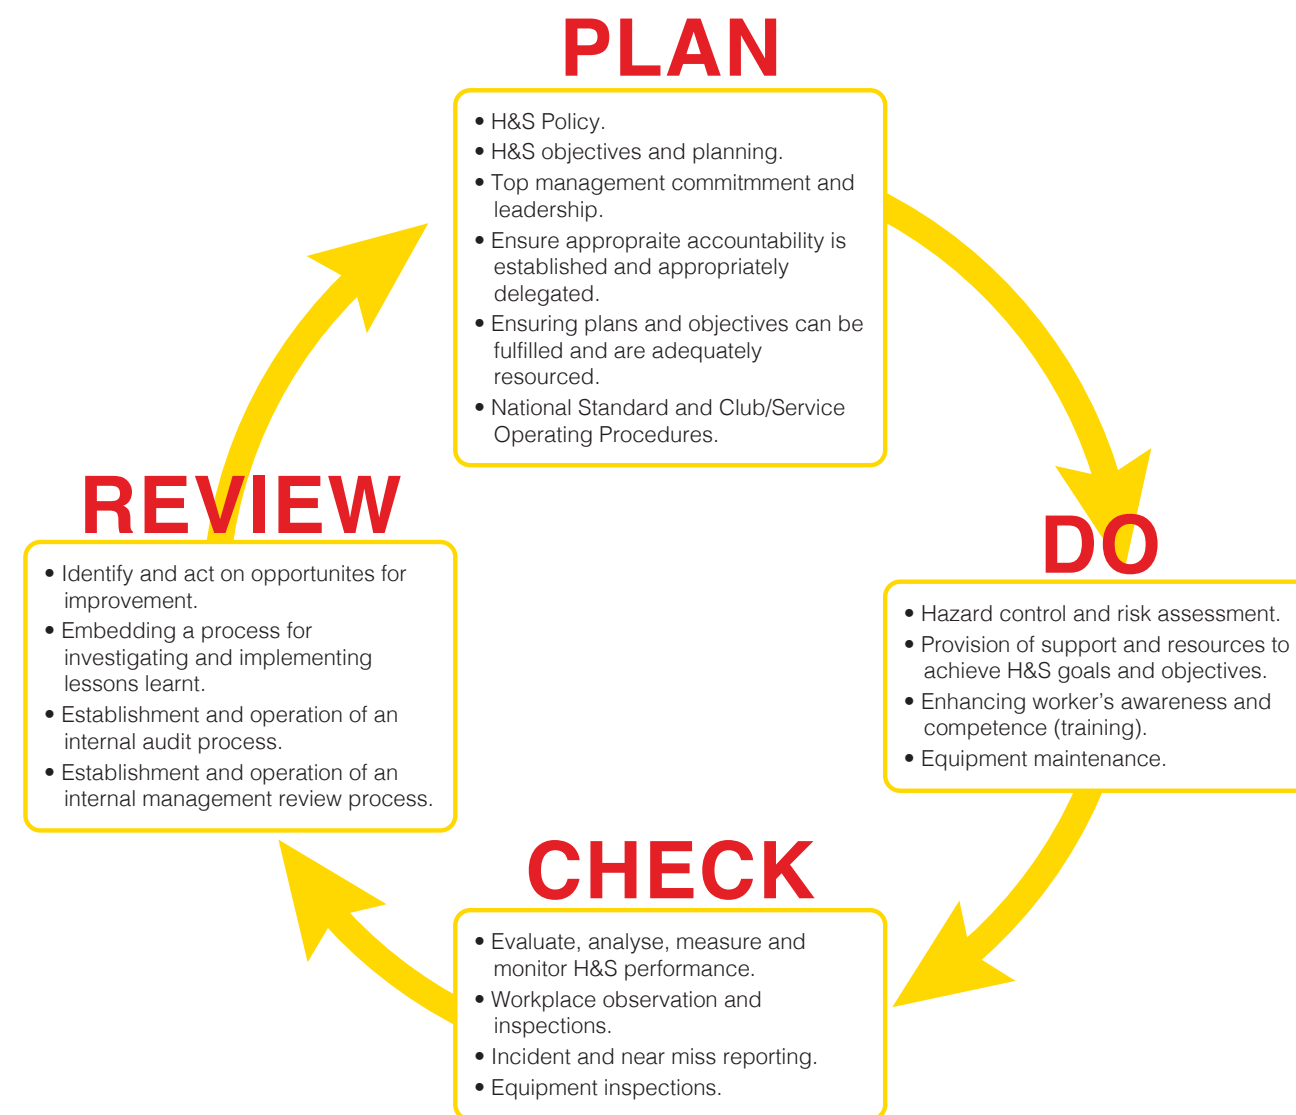 PLAN
• H&S Policy.
• H&S objectives and planning.
• Top management commitmment and
leadership.
• Ensure appropraite accountability is
established and appropriately
delegated.
• Ensuring plans and objectives can be
fulfilled and are adequately
resourced.
• National Standard and Club/Service
Operating Procedures.
DO
• Hazard control and risk assessment.
• Provision of support and resources to
achieve H&S goals and objectives.
• Enhancing worker’s awareness and
competence (training).
• Equipment maintenance.
CHECK
• Evaluate, analyse, measure and
monitor H&S performance.
• Workplace observation and
inspections.
• Incident and near miss reporting.
• Equipment inspections.
REVIEW
• Identify and act on opportunites for
improvement.
• Embedding a process for
investigating and implementing
lessons learnt.
• Establishment and operation of an
internal audit process.
• Establishment and operation of an
internal management review process.